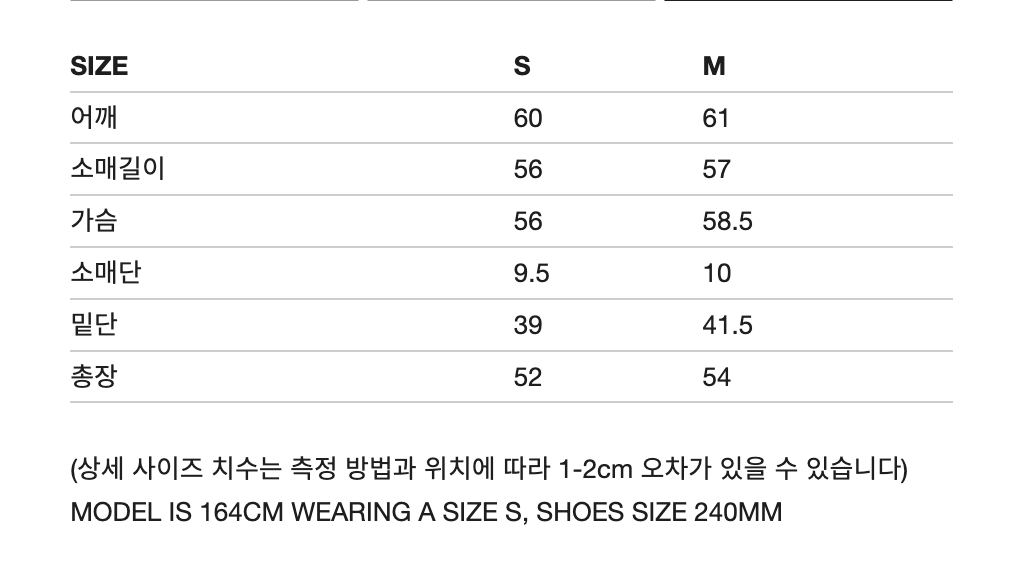 SIZE S M
어깨 60 61
소매길이 56 57
가슴 56 58.5
소매단 9.5 10
밑단 39 41.5
총장 52 54
(상세 사이즈 치수는 측정 방법과 위치에 따라 1-2cm 오차가 있을 수 있습니다)
MODEL IS 164CM WEARING A SIZE S, SHOES SIZE 240MM